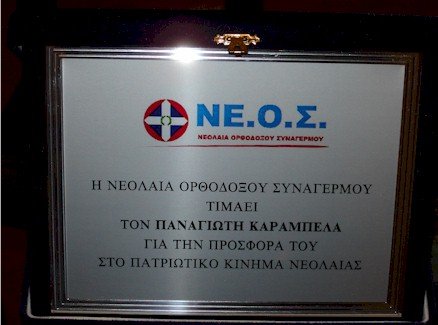 ΝΕ.Ο.Σ.
ΝΕΟΛΑΙΑ ΟΡΘΟΔΟΞΟΥ ΣΥΝΑΓΕΡΜΟΥ
Η ΝΕΟΛΑΙΑ ΟΡΘΟΔΟΞΟΥ ΣΥΝΑΓΕΡΜΟΥ
ΤΙΜΑΕΙ
ΤΟΝ ΠΑΝΑΓΙΩΤΗ ΚΑΡΑΜΠΕΛΑ
ΓΙΑ ΤΗΝ ΠΡΟΣΦΟΡΑ ΤΟΥ
ΣΤΟ ΠΑΤΡΙΩΤΙΚΟ ΚΙΝΗΜΑ ΝΕΟΛΑΙΑΣ